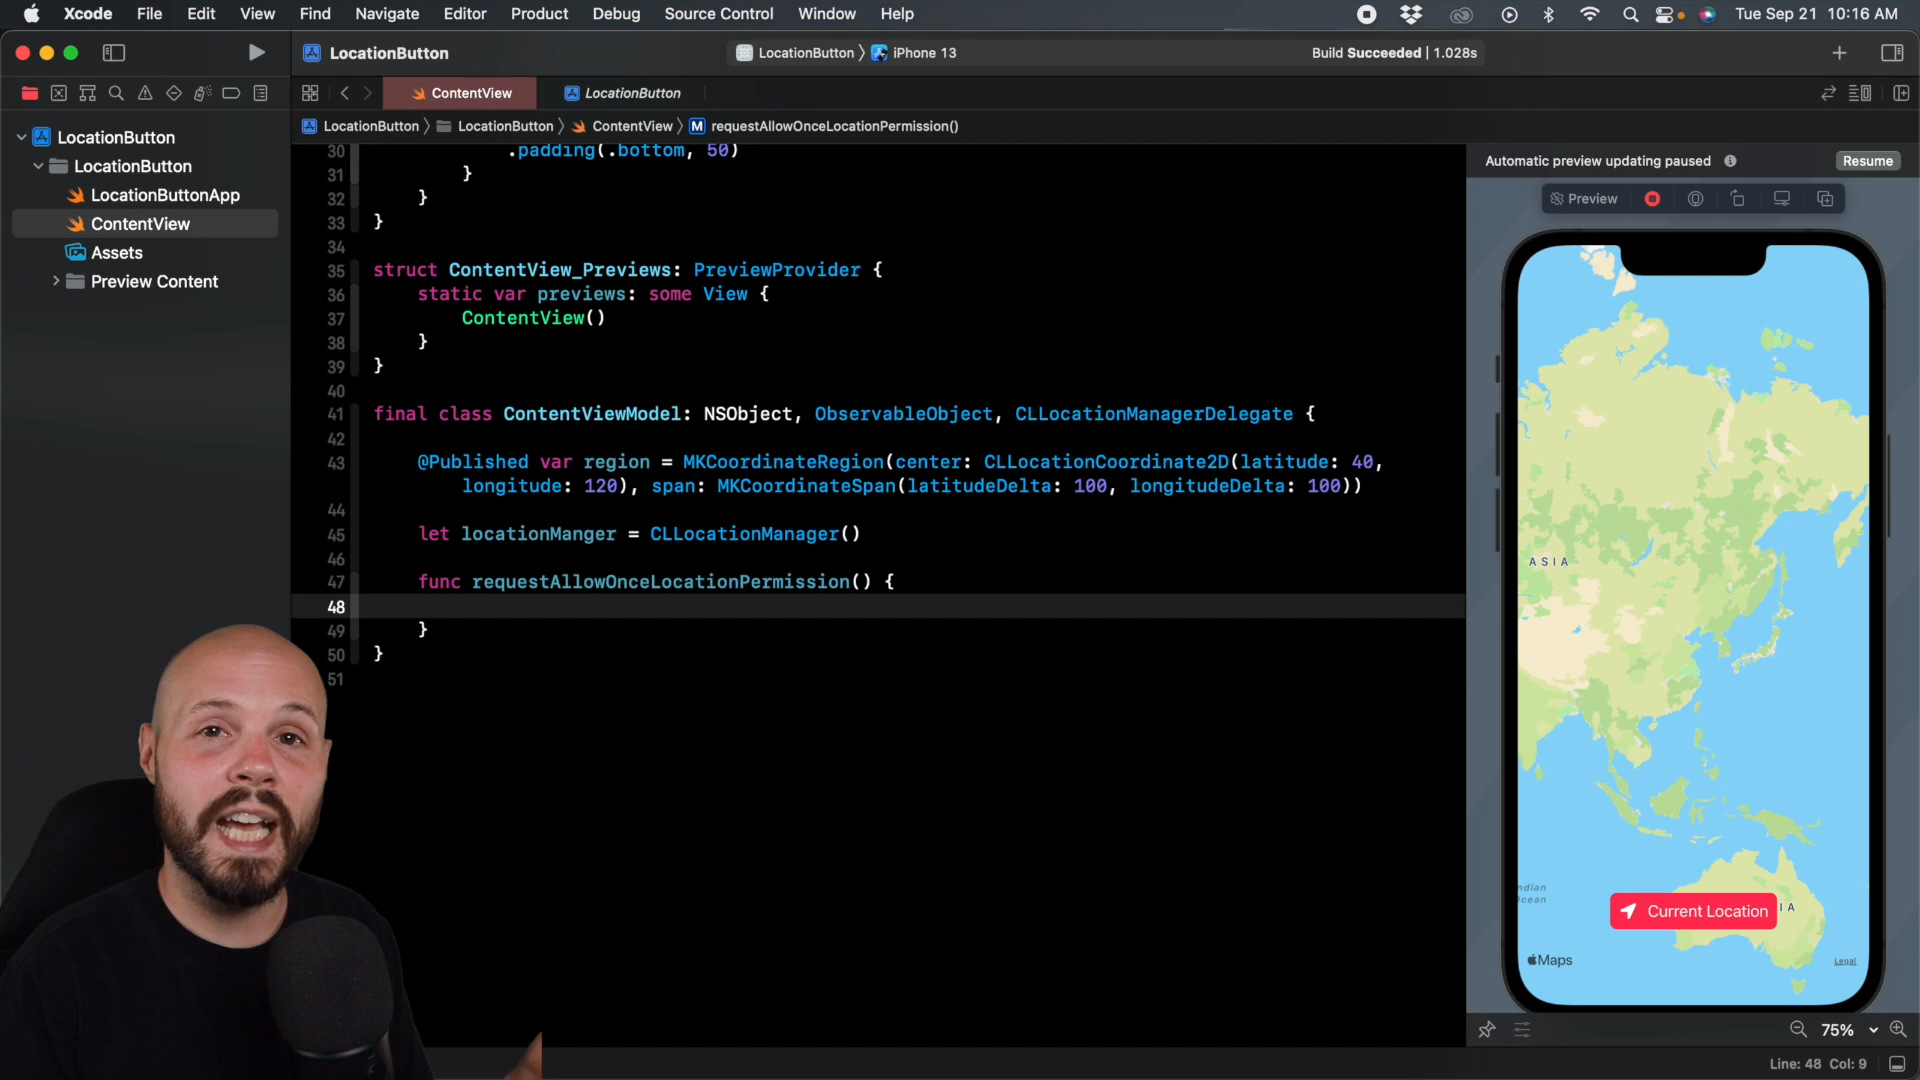 Xcode File Edit View Find Navigate Editor Product Debug Source Control Window Help Tue Sep 21 10:16 AM
LocationButton
LocationButton 〉 iPhone 13
Build Succeeded | 1.028s
ContentView
LocationButton
LocationButton 〉 LocationButton 〉 ContentView 〉 M requestAllowOnceLocationPermission()
LocationButton
LocationButton
LocationButtonApp
ContentView
Assets
Preview Content
30 .padding(.bottom, 50)
31 }
32 }
33 }
34
35 struct ContentView_Previews: PreviewProvider {
36 static var previews: some View {
37 ContentView()
38 }
39 }
40
41 final class ContentViewModel: NSObject, ObservableObject, CLLocationManagerDelegate {
42
43 @Published var region = MKCoordinateRegion(center: CLLocationCoordinate2D(latitude: 40,
longitude: 120), span: MKCoordinateSpan(latitudeDelta: 100, longitudeDelta: 100))
44
45 let locationManger = CLLocationManager()
46
47 func requestAllowOnceLocationPermission() {
48
49 }
50 }
51
Automatic preview updating paused
Resume
Preview
ASIA
ndian
cean
Current Location
IA
Maps
Legal
75%
Line: 48 Col: 9